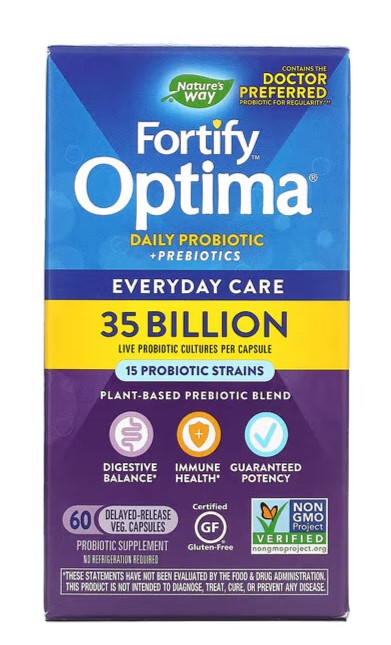 Nature's Way
CONTAINS THE
DOCTOR
PREFERRED
PROBIOTIC FOR REGULARITY***
Fortify™
Optima®
DAILY PROBIOTIC
+PREBIOTICS
EVERYDAY CARE
35 BILLION
LIVE PROBIOTIC CULTURES PER CAPSULE
15 PROBIOTIC STRAINS
PLANT-BASED PREBIOTIC BLEND
DIGESTIVE BALANCE*
IMMUNE HEALTH*
GUARANTEED POTENCY
60 DELAYED-RELEASE VEG. CAPSULES
PROBIOTIC SUPPLEMENT
NO REFRIGERATION REQUIRED
Certified
GF
Gluten-Free
NON
GMO
Project
VERIFIED
nongmoproject.org
*THESE STATEMENTS HAVE NOT BEEN EVALUATED BY THE FOOD & DRUG ADMINISTRATION.
THIS PRODUCT IS NOT INTENDED TO DIAGNOSE, TREAT, CURE, OR PREVENT ANY DISEASE.